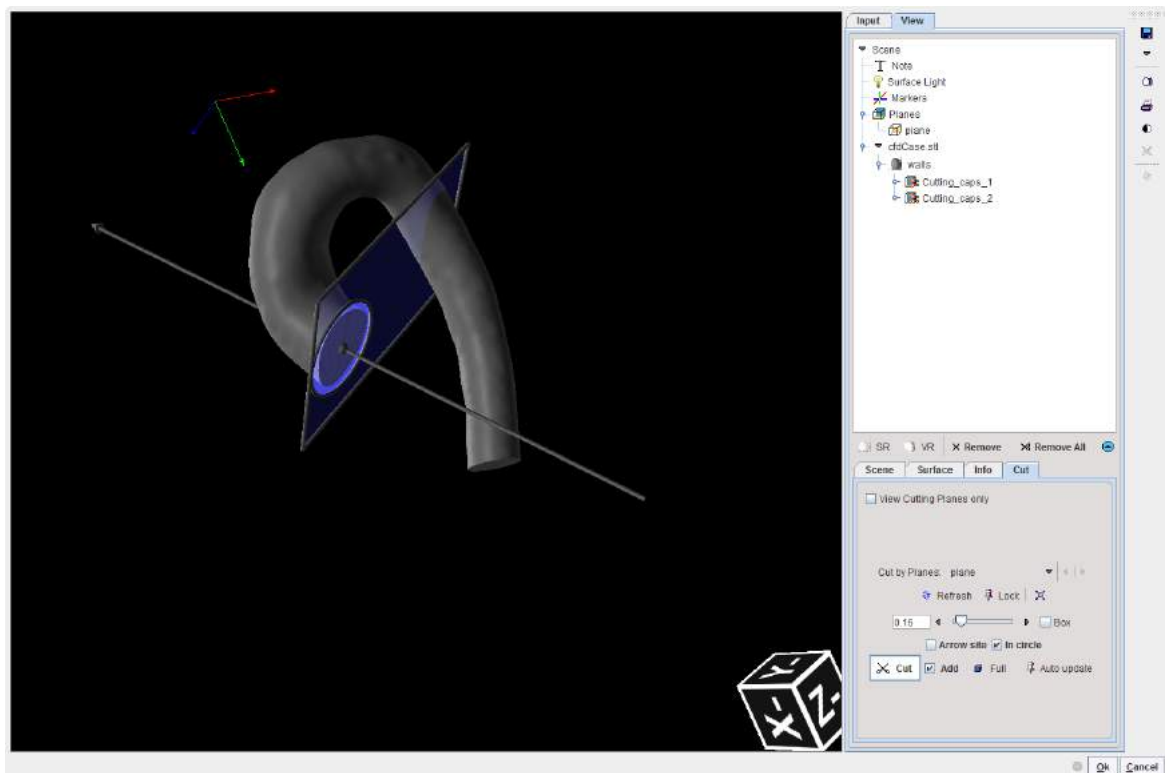 Input View
Scene
Note
Surface Light
Markers
Planes
plane
cfdCase.stl
walls
Cutting_caps_1
Cutting_caps_2
SR VR Remove Remove All
Scene Surface Info Cut
View Cutting Planes only
Cut by Planes: plane
Refresh Lock
0.15 Box
Arrow site In circle
Cut Add Full Auto update
Y-
X- Z-
Ok Cancel